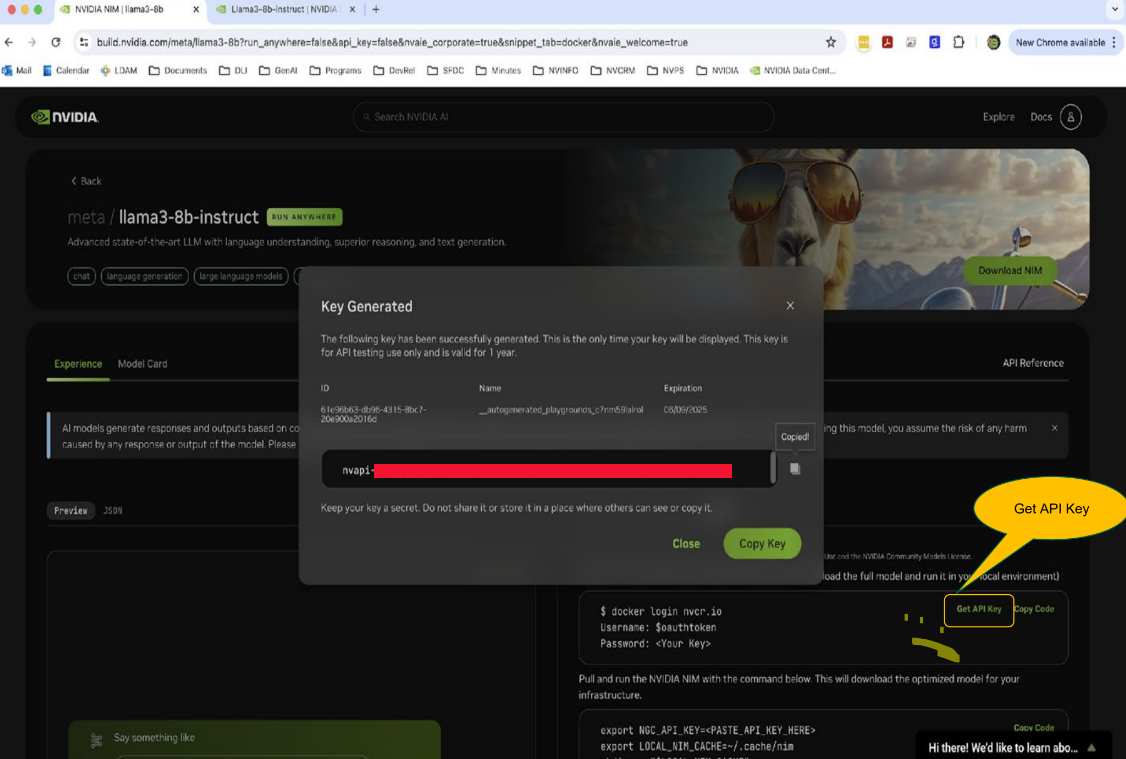 NVIDIA NIM | llama3-8b
Llama3-8b-instruct | NVIDIA
build.nvidia.com/meta/llama3-8b?run_anywhere=false&api_key=false&nvaie_corporate=true&snippet_tab=docker&nvaie_welcome=true
New Chrome available
Mail Calendar LDAM Documents DLI GenAI Programs DevRel SFDC Minutes NVINFO NVCRM NVPS NVIDIA NVIDIA Data Cent...
NVIDIA.
Search NVIDIA AI
Explore Docs
< Back
meta / llama3-8b-instruct RUN ANYWHERE
Advanced state-of-the-art LLM with language understanding, superior reasoning, and text generation.
chat language generation large language models
Download NIM
Key Generated
The following key has been successfully generated. This is the only time your key will be displayed. This key is
for API testing use only and is valid for 1 year.
ID Name Expiration
61e96b63-db96-4315-8bc7-
20e900a2016d
__autogenerated_playgrounds_c7nm59lalrol 06/09/2025
Copied!
nvapi-
Keep your key a secret. Do not share it or store it in a place where others can see or copy it.
Close Copy Key
Experience Model Card
API Reference
AI models generate responses and outputs based on co
ing this model, you assume the risk of any harm
caused by any response or output of the model. Please
Preview JSON
Get API Key
Use and the NVIDIA Community Models License.
load the full model and run it in your local environment)
Get API Key Copy Code
$ docker login nvcr.io
Username: $oauthtoken
Password: <Your Key>
Pull and run the NVIDIA NIM with the command below. This will download the optimized model for your
infrastructure.
Copy Code
export NGC_API_KEY=<PASTE_API_KEY_HERE>
export LOCAL_NIM_CACHE=~/.cache/nim
Say something like
Hi there! We'd like to learn abo...